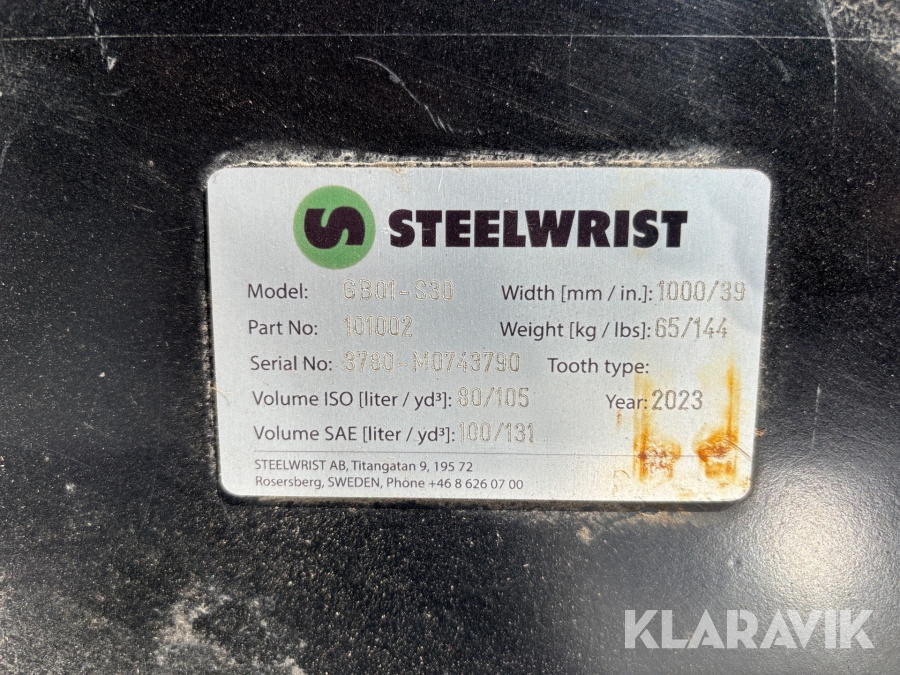 STEELWRIST
Model: GB01-S30 Width [mm / in.]: 1000/39
Part No: 101002 Weight [kg / lbs]: 65/144
Serial No: 3780-M0743790 Tooth type:
Volume ISO [liter / yd³]: 80/105 Year: 2023
Volume SAE [liter / yd³]: 100/131
STEELWRIST AB, Titangatan 9, 195 72
Rosersberg, SWEDEN, Phone +46 8 626 07 00
KLARAVIK